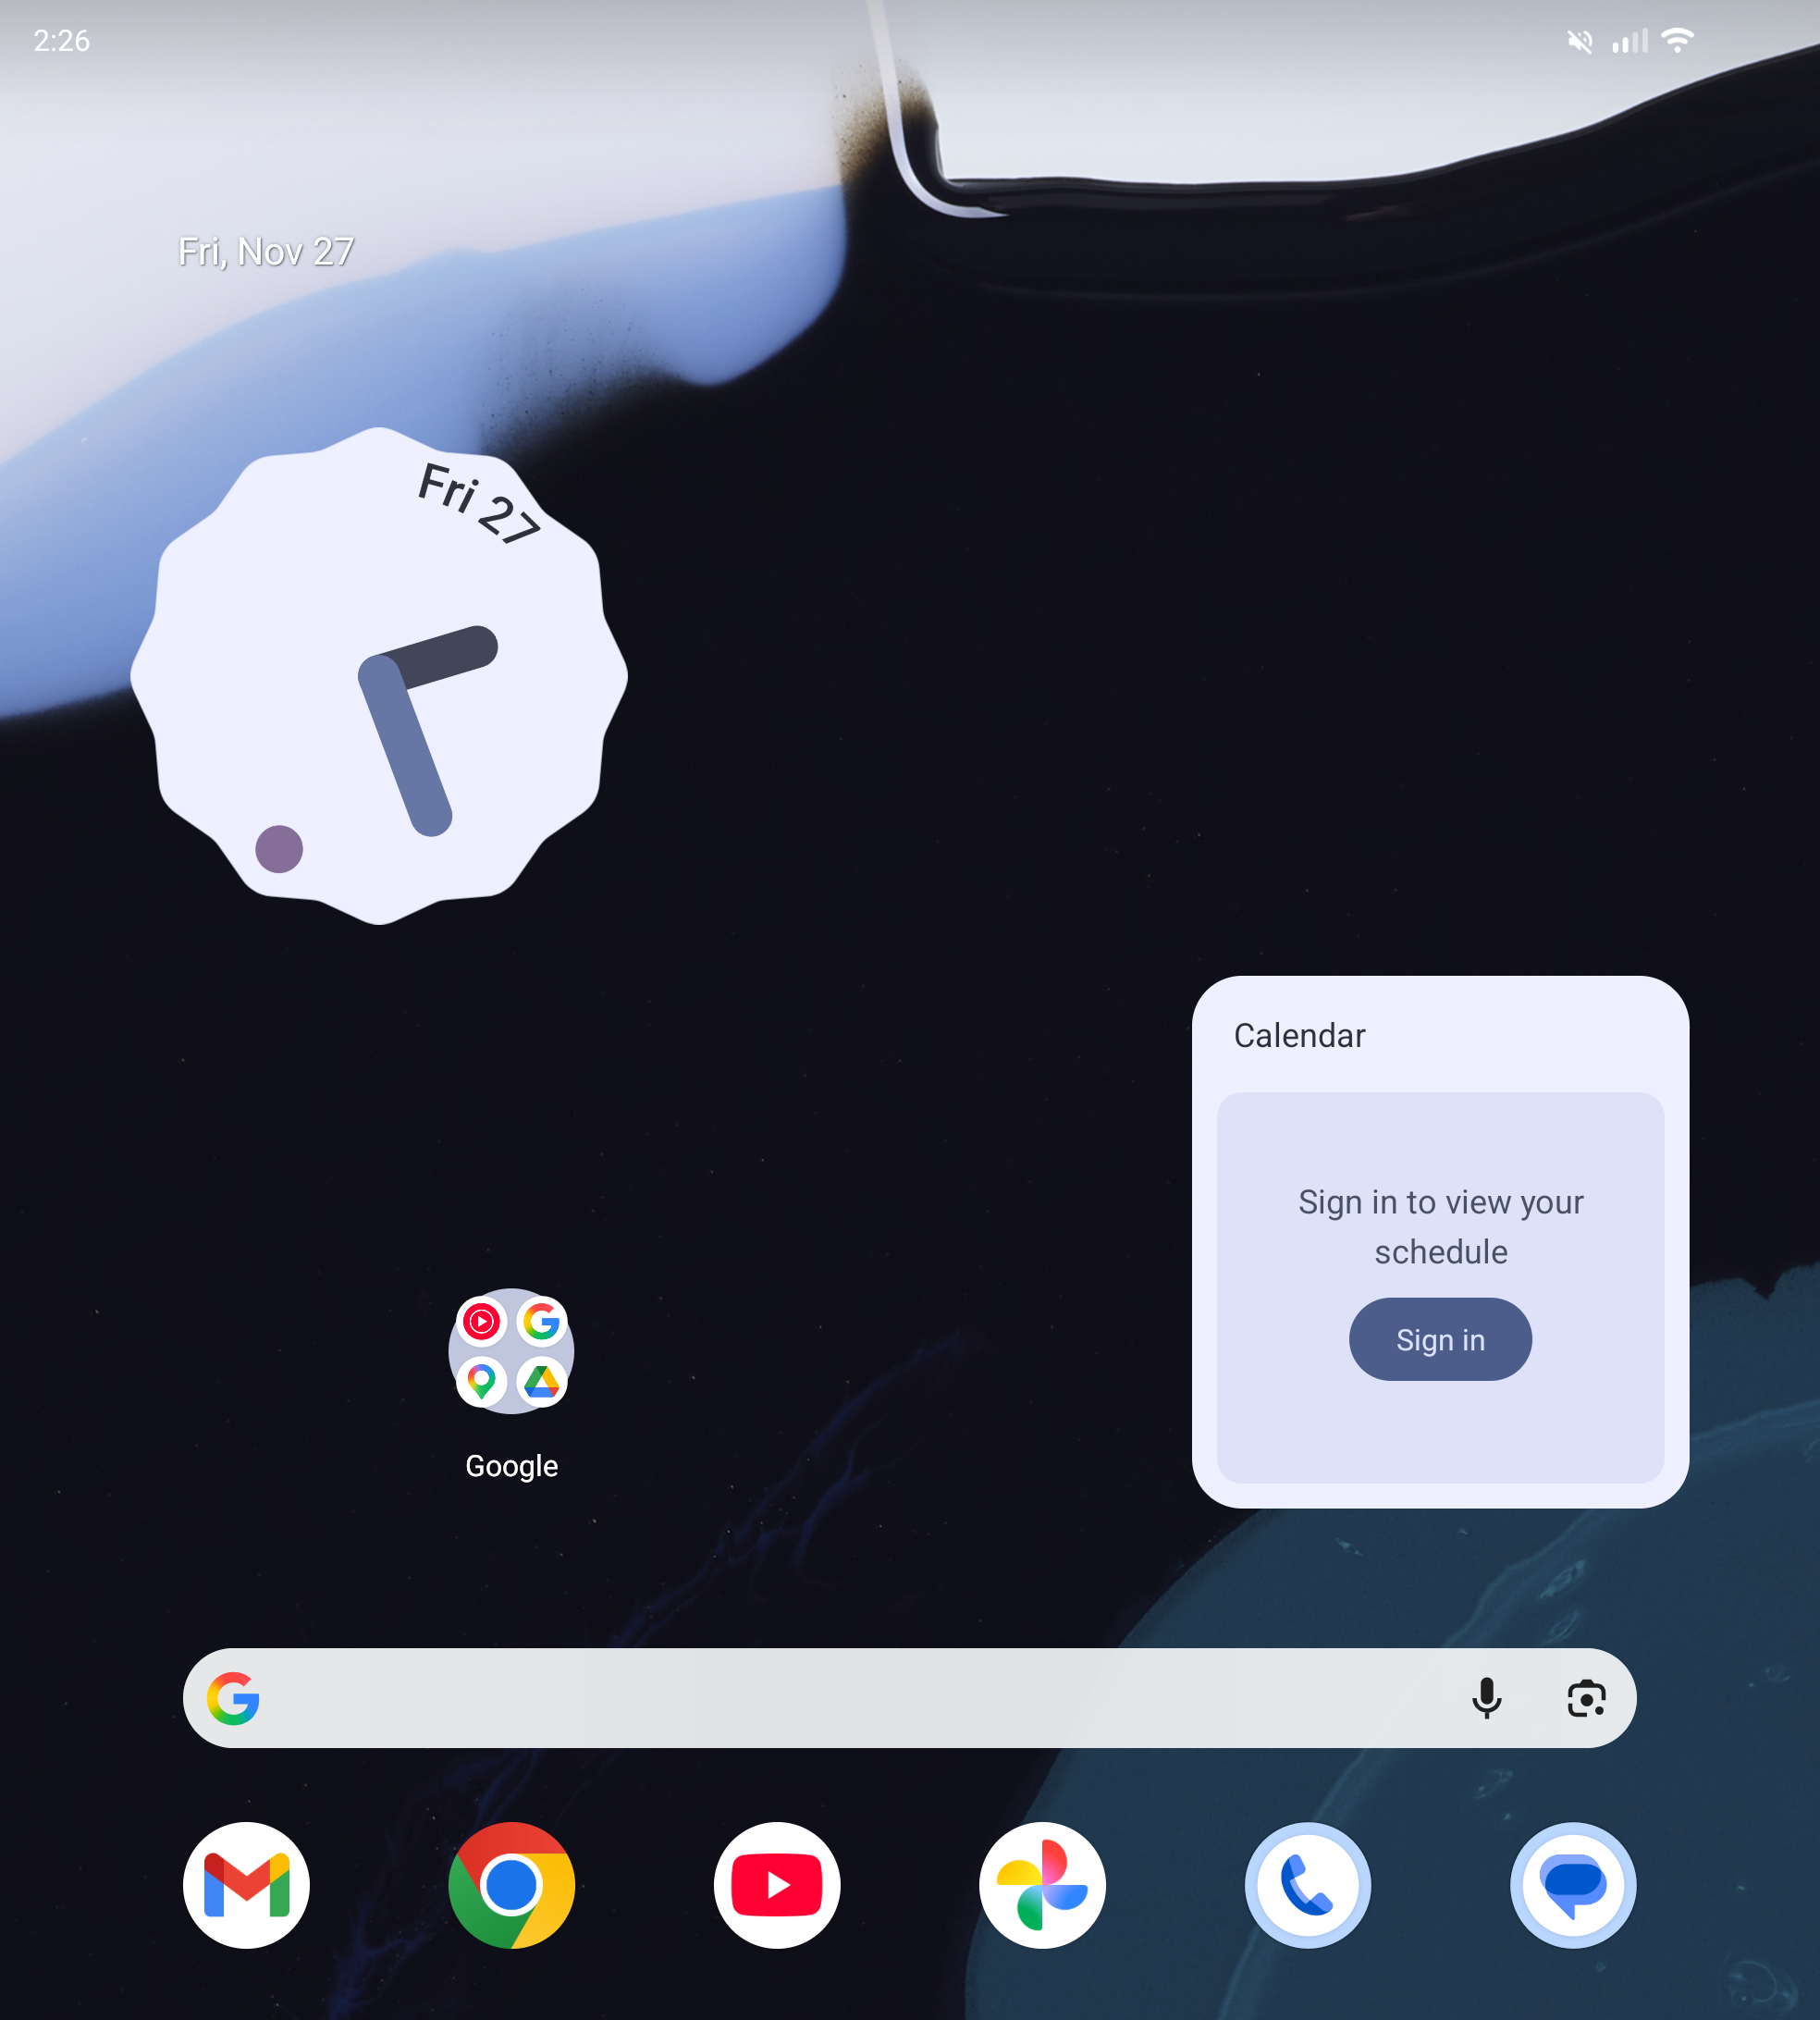 2:26
Fri, Nov 27
Fri 27
Calendar
Sign in to view your
schedule
Sign in
Google